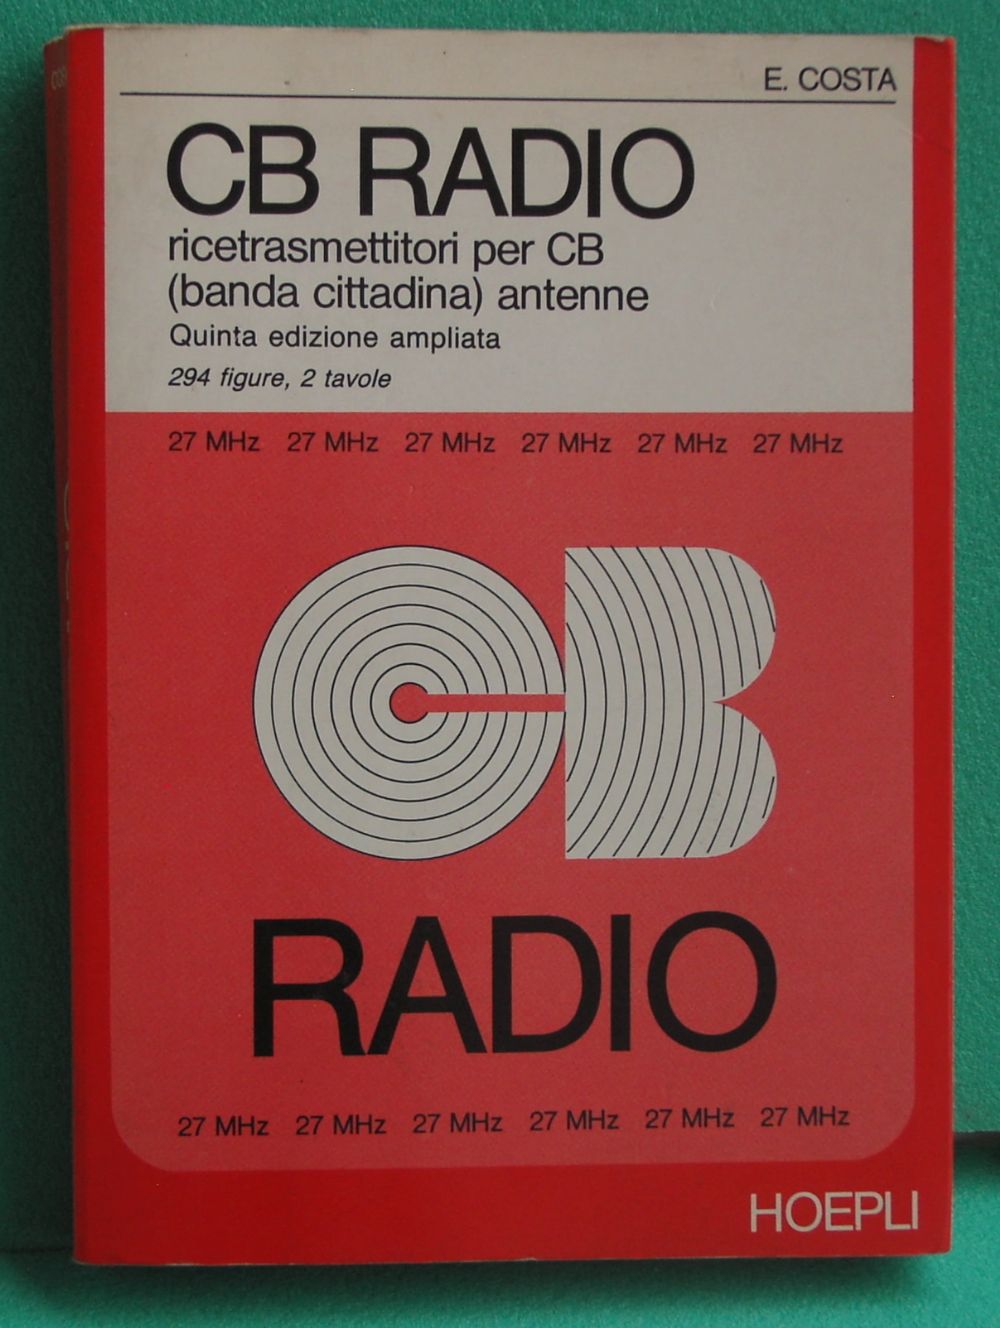 E. COSTA
CB RADIO
ricetrasmettitori per CB
(banda cittadina) antenne
Quinta edizione ampliata
294 figure, 2 tavole
27 MHz 27 MHz 27 MHz 27 MHz 27 MHz 27 MHz
CB
RADIO
27 MHz 27 MHz 27 MHz 27 MHz 27 MHz 27 MHz
HOEPLI